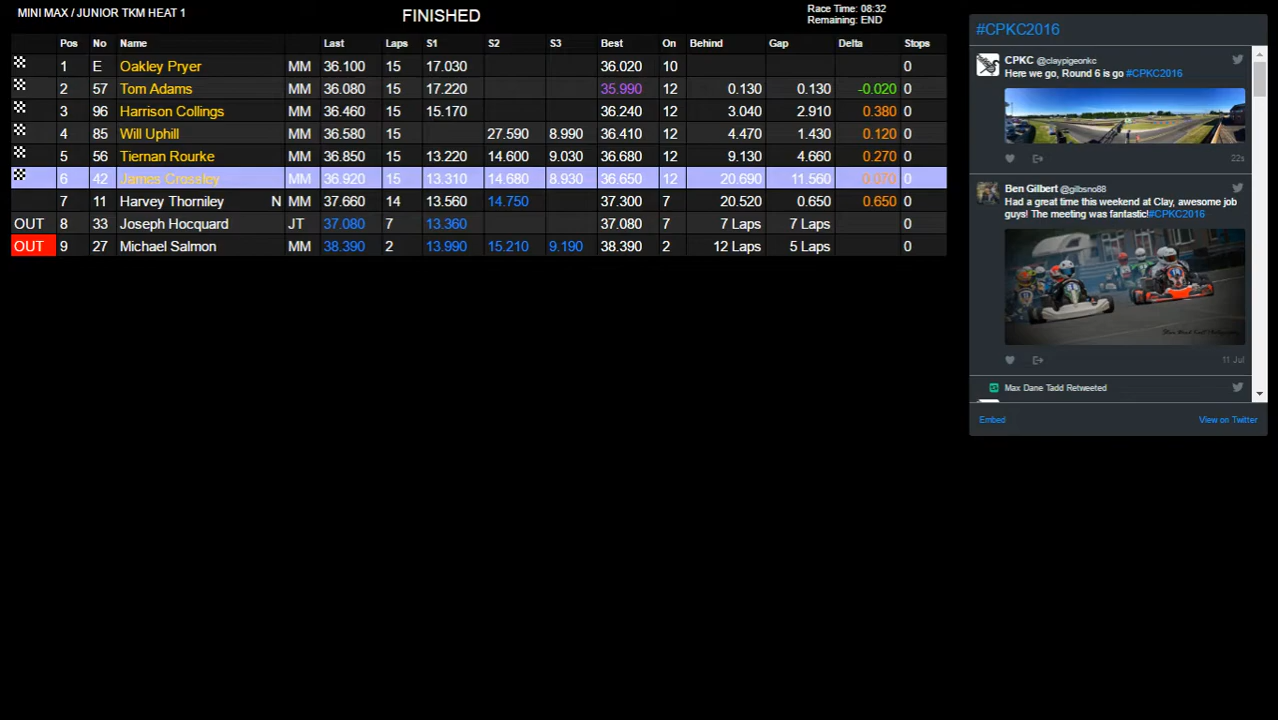 MINI MAX / JUNIOR TKM HEAT 1
FINISHED
Race Time: 08:32
Remaining: END
Pos No Name Last Laps S1 S2 S3 Best On Behind Gap Delta Stops
1 E Oakley Pryer MM 36.100 15 17.030 36.020 10 0
2 57 Tom Adams MM 36.080 15 17.220 35.990 12 0.130 0.130 -0.020 0
3 96 Harrison Collings MM 36.460 15 15.170 36.240 12 3.040 2.910 0.380 0
4 85 Will Uphill MM 36.580 15 27.590 8.990 36.410 12 4.470 1.430 0.120 0
5 56 Tiernan Rourke MM 36.850 15 13.220 14.600 9.030 36.680 12 9.130 4.660 0.270 0
6 42 James Crossley MM 36.920 15 13.310 14.680 8.930 36.650 12 20.690 11.560 0.070 0
7 11 Harvey Thorniley N MM 37.660 14 13.560 14.750 37.300 7 20.520 0.650 0.650 0
OUT 8 33 Joseph Hocquard JT 37.080 7 13.360 37.080 7 7 Laps 7 Laps 0
OUT 9 27 Michael Salmon MM 38.390 2 13.990 15.210 9.190 38.390 2 12 Laps 5 Laps 0
#CPKC2016
CPKC @claypigeonkc
Here we go, Round 6 is go #CPKC2016
22s
Ben Gilbert @gilbsno88
Had a great time this weekend at Clay, awesome job
guys! The meeting was fantastic!#CPKC2016
11 Jul
Max Dane Tadd Retweeted
Embed View on Twitter